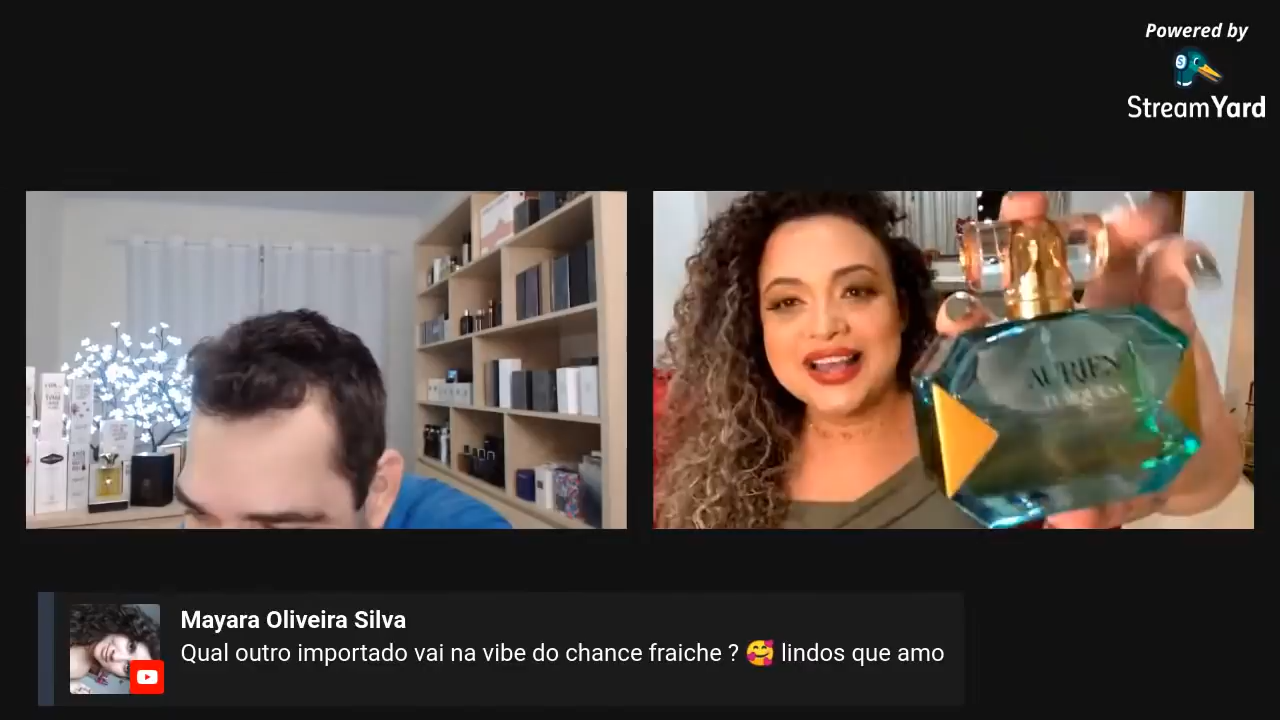 Powered by
StreamYard
AURIEN
Mayara Oliveira Silva
Qual outro importado vai na vibe do chance fraiche ? 🥰 lindos que amo